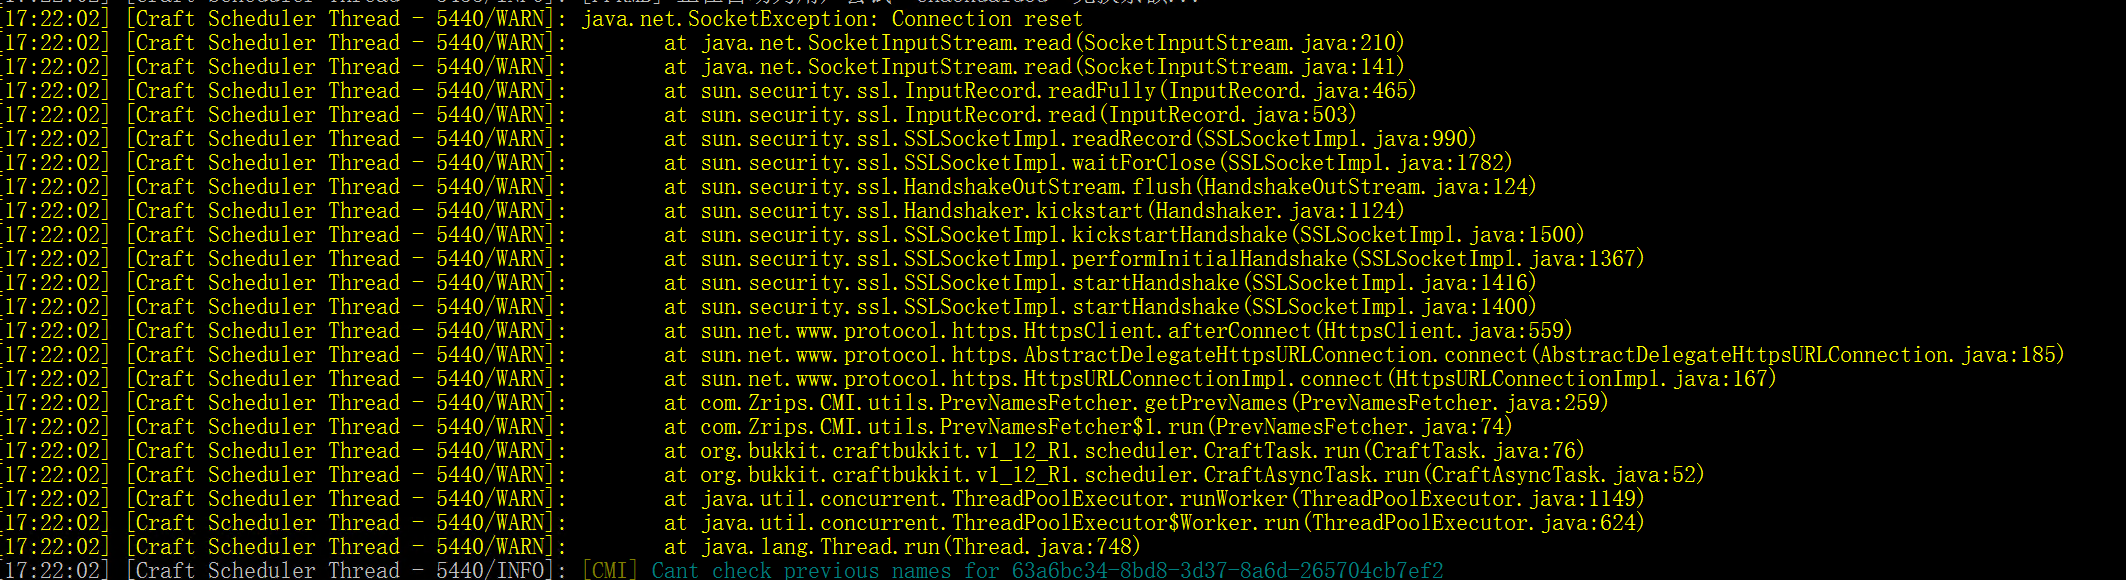 java.net.SocketException: Connection reset
[17:22:02] [Craft Scheduler Thread - 5440/WARN]: at java.net.SocketInputStream.read(SocketInputStream.java:210)
[17:22:02] [Craft Scheduler Thread - 5440/WARN]: at java.net.SocketInputStream.read(SocketInputStream.java:141)
[17:22:02] [Craft Scheduler Thread - 5440/WARN]: at sun.security.ssl.InputRecord.readFully(InputRecord.java:465)
[17:22:02] [Craft Scheduler Thread - 5440/WARN]: at sun.security.ssl.InputRecord.read(InputRecord.java:503)
[17:22:02] [Craft Scheduler Thread - 5440/WARN]: at sun.security.ssl.SSLSocketImpl.readRecord(SSLSocketImpl.java:990)
[17:22:02] [Craft Scheduler Thread - 5440/WARN]: at sun.security.ssl.SSLSocketImpl.waitForClose(SSLSocketImpl.java:1782)
[17:22:02] [Craft Scheduler Thread - 5440/WARN]: at sun.security.ssl.HandshakeOutStream.flush(HandshakeOutStream.java:124)
[17:22:02] [Craft Scheduler Thread - 5440/WARN]: at sun.security.ssl.Handshaker.kickstart(Handshaker.java:1124)
[17:22:02] [Craft Scheduler Thread - 5440/WARN]: at sun.security.ssl.SSLSocketImpl.kickstartHandshake(SSLSocketImpl.java:1500)
[17:22:02] [Craft Scheduler Thread - 5440/WARN]: at sun.security.ssl.SSLSocketImpl.performInitialHandshake(SSLSocketImpl.java:1367)
[17:22:02] [Craft Scheduler Thread - 5440/WARN]: at sun.security.ssl.SSLSocketImpl.startHandshake(SSLSocketImpl.java:1416)
[17:22:02] [Craft Scheduler Thread - 5440/WARN]: at sun.security.ssl.SSLSocketImpl.startHandshake(SSLSocketImpl.java:1400)
[17:22:02] [Craft Scheduler Thread - 5440/WARN]: at sun.net.www.protocol.https.HttpsClient.afterConnect(HttpsClient.java:559)
[17:22:02] [Craft Scheduler Thread - 5440/WARN]: at sun.net.www.protocol.https.AbstractDelegateHttpsURLConnection.connect(AbstractDelegateHttpsURLConnection.java:185)
[17:22:02] [Craft Scheduler Thread - 5440/WARN]: at sun.net.www.protocol.https.HttpsURLConnectionImpl.connect(HttpsURLConnectionImpl.java:167)
[17:22:02] [Craft Scheduler Thread - 5440/WARN]: at com.Zrips.CMI.utils.PrevNamesFetcher.getPrevNames(PrevNamesFetcher.java:259)
[17:22:02] [Craft Scheduler Thread - 5440/WARN]: at com.Zrips.CMI.utils.PrevNamesFetcher$1.run(PrevNamesFetcher.java:74)
[17:22:02] [Craft Scheduler Thread - 5440/WARN]: at org.bukkit.craftbukkit.v1_12_R1.scheduler.CraftTask.run(CraftTask.java:76)
[17:22:02] [Craft Scheduler Thread - 5440/WARN]: at org.bukkit.craftbukkit.v1_12_R1.scheduler.CraftAsyncTask.run(CraftAsyncTask.java:52)
[17:22:02] [Craft Scheduler Thread - 5440/WARN]: at java.util.concurrent.ThreadPoolExecutor.runWorker(ThreadPoolExecutor.java:1149)
[17:22:02] [Craft Scheduler Thread - 5440/WARN]: at java.util.concurrent.ThreadPoolExecutor$Worker.run(ThreadPoolExecutor.java:624)
[17:22:02] [Craft Scheduler Thread - 5440/WARN]: at java.lang.Thread.run(Thread.java:748)
[17:22:02] [Craft Scheduler Thread - 5440/INFO]: [CMI] Cant check previous names for 63a6bc34-8bd8-3d37-8a6d-265704cb7ef2